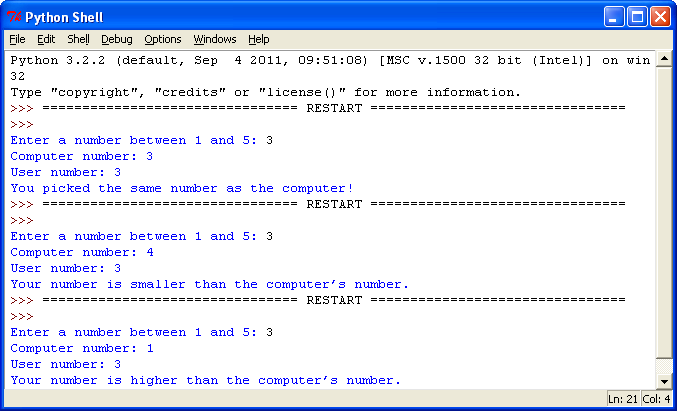 Python Shell
File Edit Shell Debug Options Windows Help
Python 3.2.2 (default, Sep  4 2011, 09:51:08) [MSC v.1500 32 bit (Intel)] on win
32
Type "copyright", "credits" or "license()" for more information.
>>> ================================ RESTART ================================
>>>
Enter a number between 1 and 5: 3
Computer number: 3
User number: 3
You picked the same number as the computer!
>>> ================================ RESTART ================================
>>>
Enter a number between 1 and 5: 3
Computer number: 4
User number: 3
Your number is smaller than the computer’s number.
>>> ================================ RESTART ================================
>>>
Enter a number between 1 and 5: 3
Computer number: 1
User number: 3
Your number is higher than the computer’s number.
Ln: 21 Col: 4